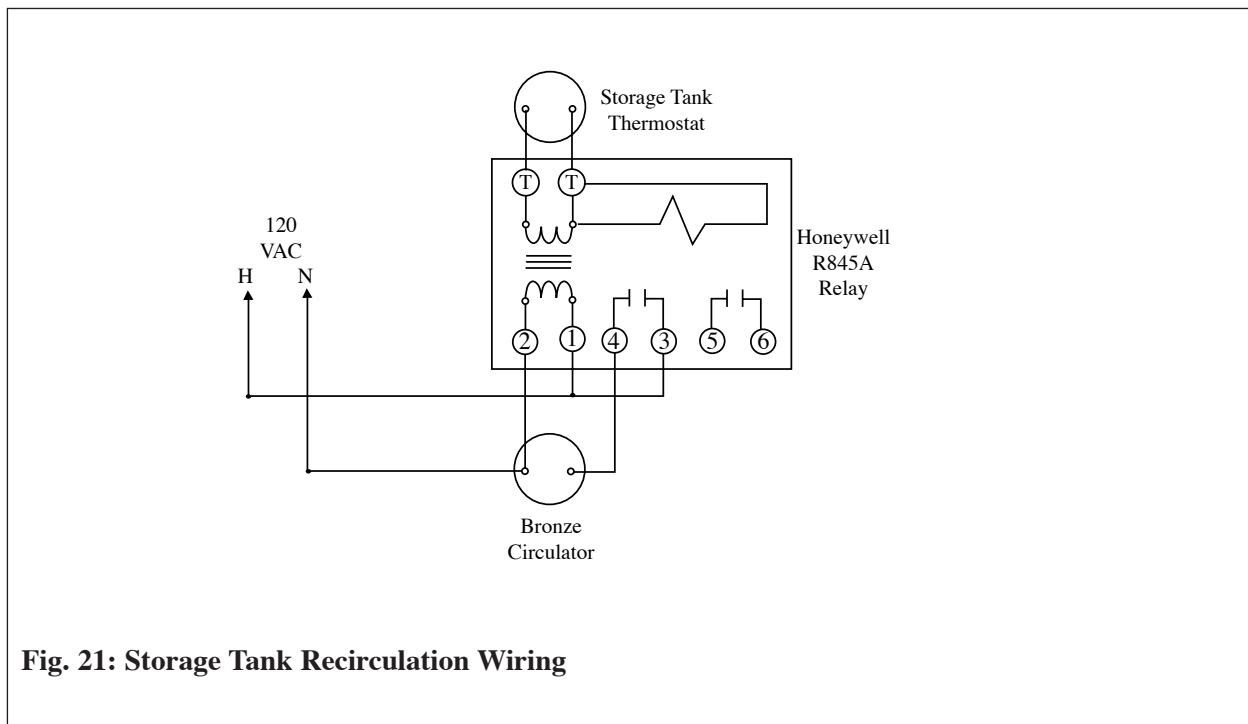 Storage Tank
Thermostat
T T
120
VAC
H N
Honeywell
R845A
Relay
2 1 4 3 5 6
Bronze
Circulator
Fig. 21: Storage Tank Recirculation Wiring